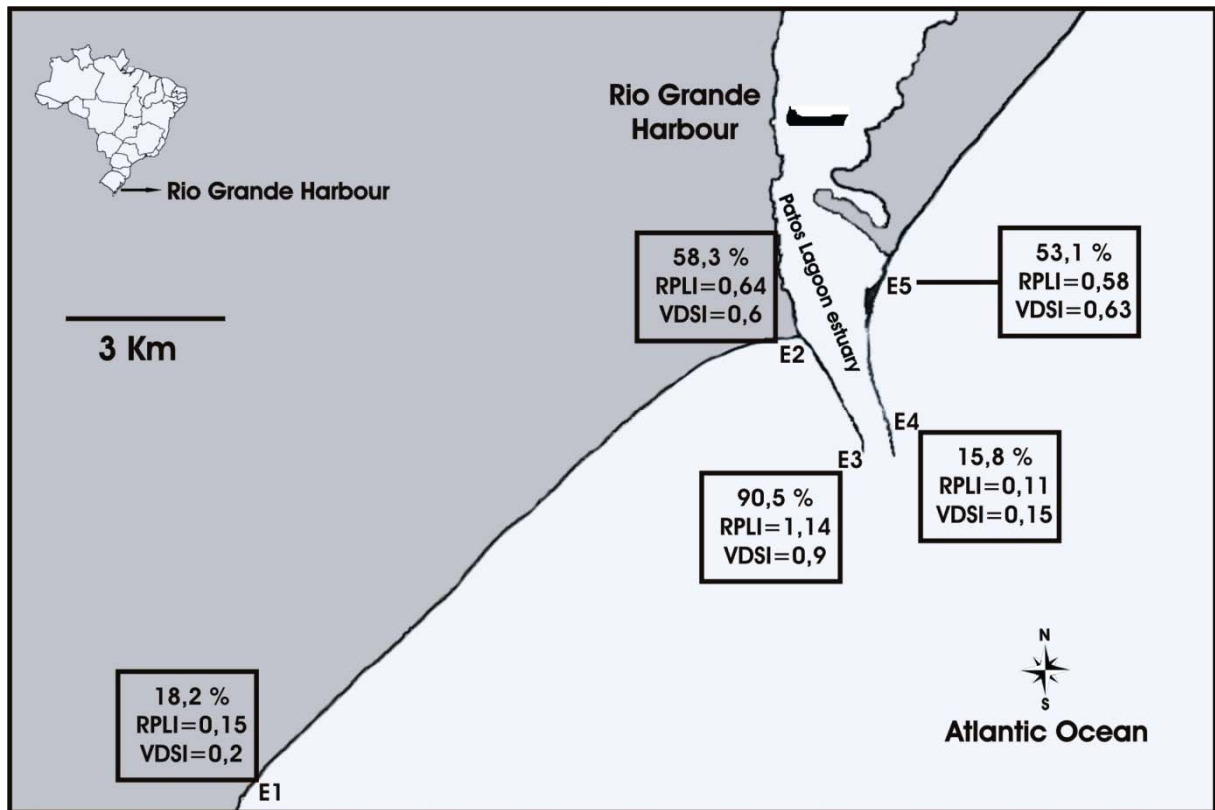 Rio Grande
Harbour
Rio Grande Harbour
Patos Lagoon estuary
58,3 %
RPLI=0,64
VDSI=0,6
53,1 %
RPLI=0,58
VDSI=0,63
E5
3 Km
E2
E4
E3
15,8 %
RPLI=0,11
VDSI=0,15
90,5 %
RPLI=1,14
VDSI=0,9
N
S
Atlantic Ocean
18,2 %
RPLI=0,15
VDSI=0,2
E1